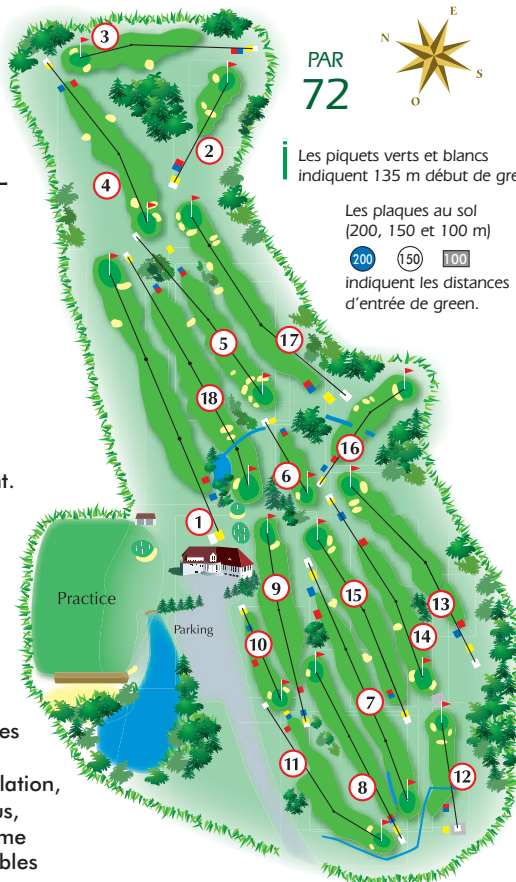 PAR
72
E
N
S
O
Les piquets verts et blancs
indiquent 135 m début de gre
Les plaques au sol
(200, 150 et 100 m)
200 150 100
indiquent les distances
d'entrée de green.
3
2
4
17
5
18
16
6
1
9
15
13
10
14
7
11
8
12
Practice
Parking
nt.
es
lation,
us,
me
bles